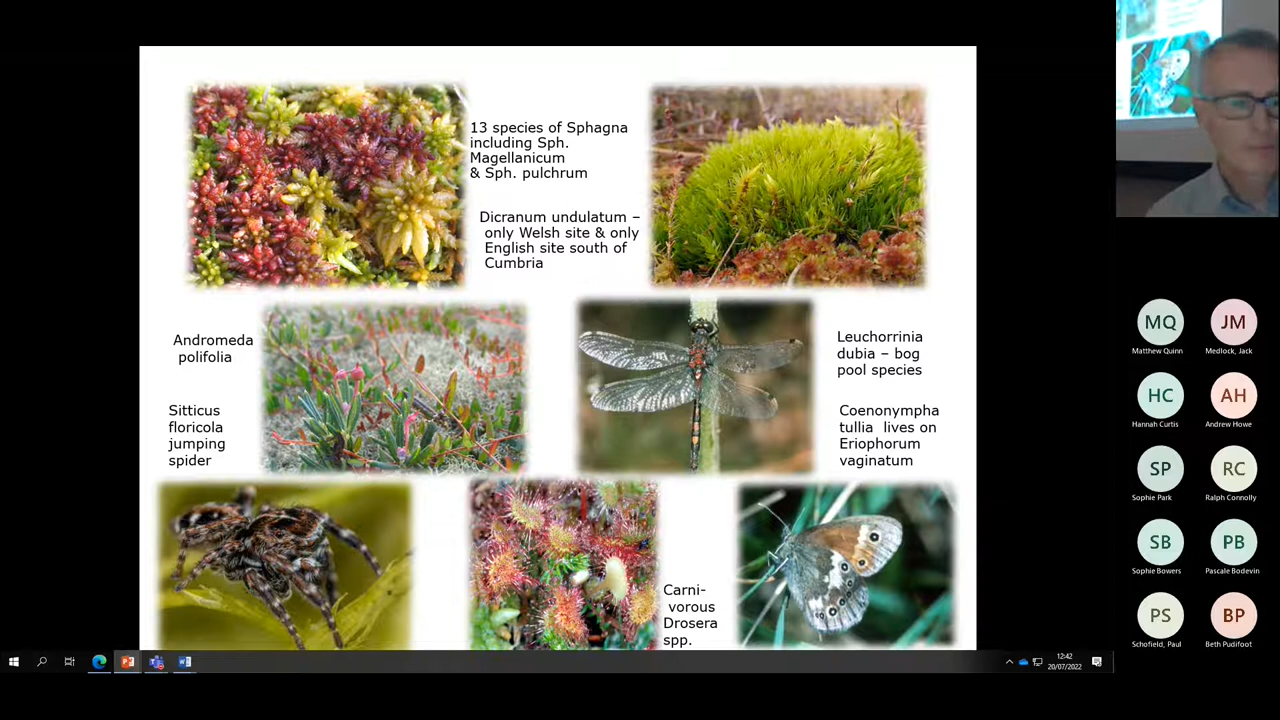 13 species of Sphagna
including Sph.
Magellanicum
& Sph. pulchrum
Dicranum undulatum –
only Welsh site & only
English site south of
Cumbria
Andromeda
polifolia
Leuchorrinia
dubia – bog
pool species
Sitticus
floricola
jumping
spider
Coenonympha
tullia lives on
Eriophorum
vaginatum
Carni-
vorous
Drosera
spp.
MQ
Matthew Quinn
JM
Medlock, Jack
HC
Hannah Curtis
AH
Andrew Howe
SP
Sophie Park
RC
Ralph Connolly
SB
Sophie Bowers
PB
Pascale Bodevin
PS
Schofield, Paul
BP
Beth Pudifoot
12:42
20/07/2022